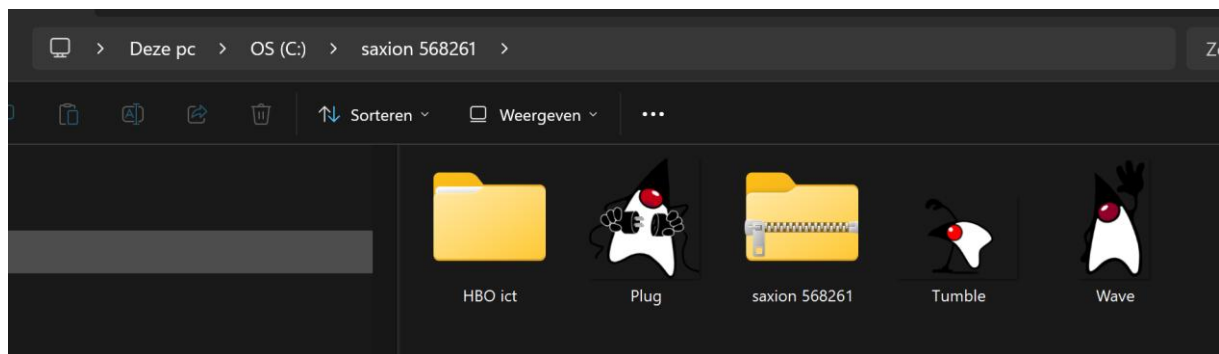 Deze pc > OS (C:) > saxion 568261 >
Sorteren Weergeven •••
HBO ict Plug saxion 568261 Tumble Wave